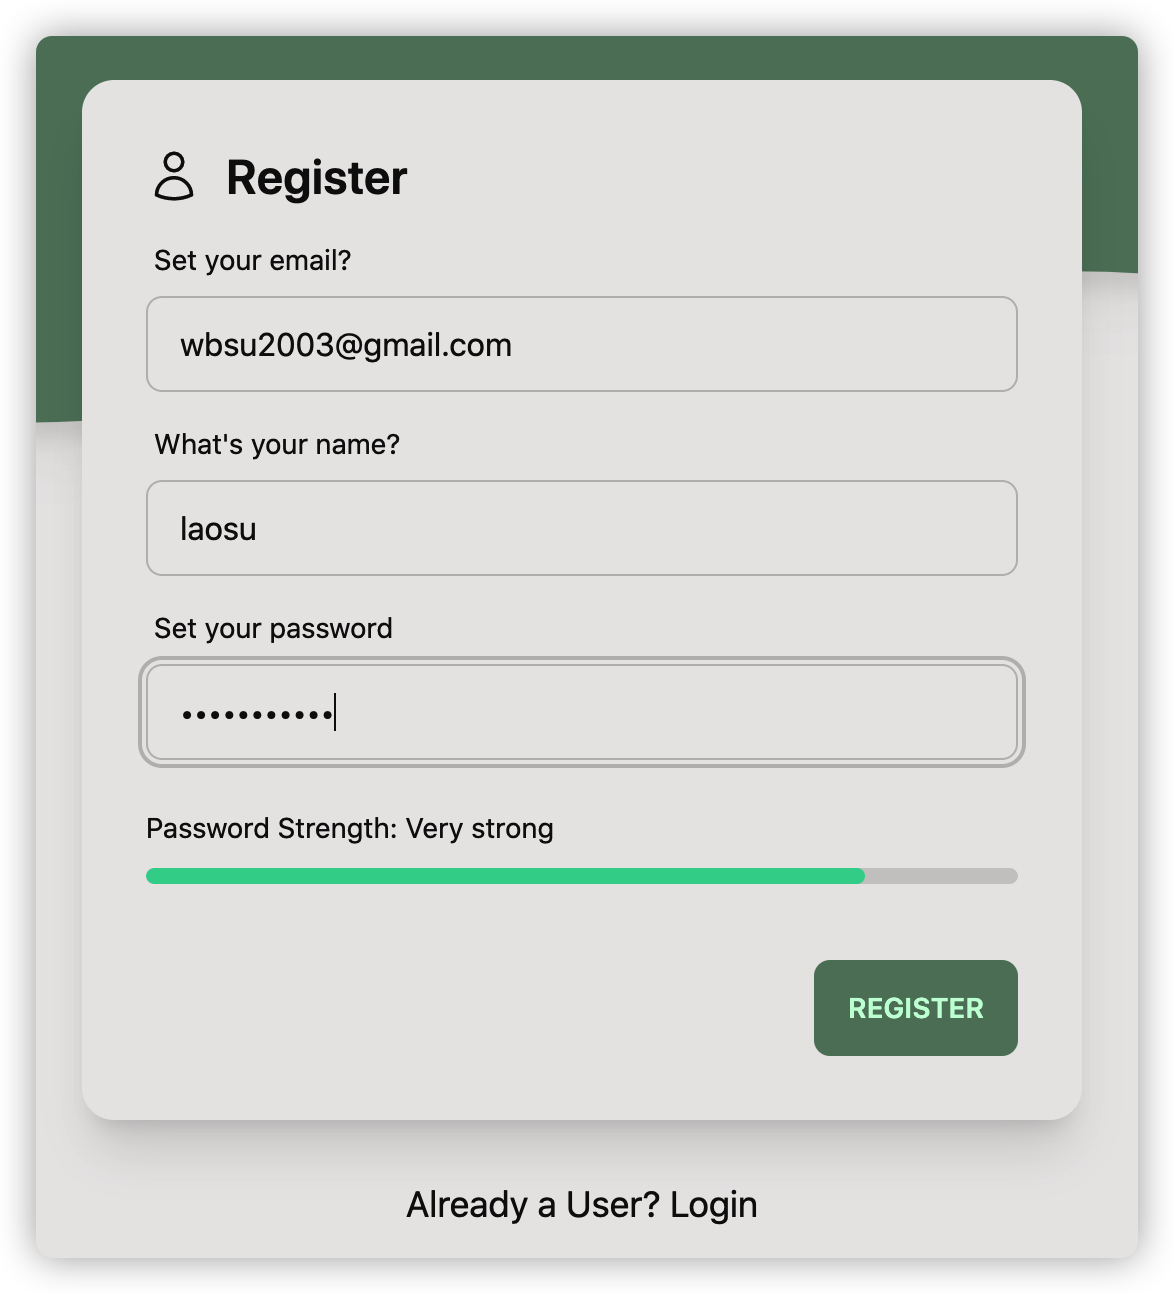 Register
Set your email?
wbsu2003@gmail.com
What's your name?
laosu
Set your password
•••••••••••
Password Strength: Very strong
REGISTER
Already a User? Login